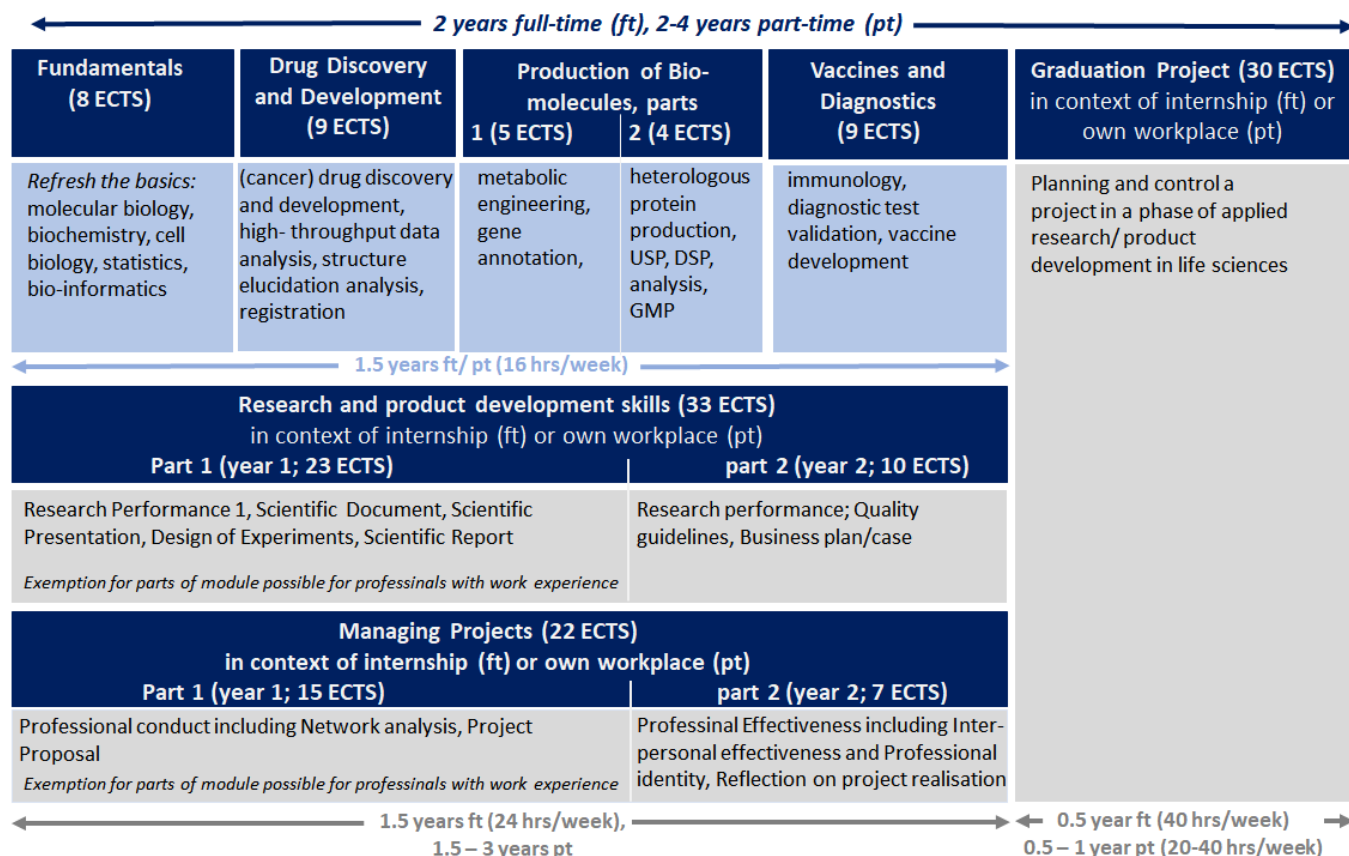 2 years full-time (ft), 2-4 years part-time (pt)
Fundamentals
(8 ECTS)
Drug Discovery
and Development
(9 ECTS)
Production of Bio-
molecules, parts
1 (5 ECTS)
2 (4 ECTS)
Vaccines and
Diagnostics
(9 ECTS)
Graduation Project (30 ECTS)
in context of internship (ft) or
own workplace (pt)
Refresh the basics:
molecular biology,
biochemistry, cell
biology, statistics,
bio-informatics
(cancer) drug discovery
and development,
high- throughput data
analysis, structure
elucidation analysis,
registration
metabolic
engineering,
gene
annotation,
heterologous
protein
production,
USP, DSP,
analysis,
GMP
immunology,
diagnostic test
validation, vaccine
development
Planning and control a
project in a phase of applied
research/ product
development in life sciences
1.5 years ft/ pt (16 hrs/week)
Research and product development skills (33 ECTS)
in context of internship (ft) or own workplace (pt)
Part 1 (year 1; 23 ECTS)
part 2 (year 2; 10 ECTS)
Research Performance 1, Scientific Document, Scientific
Presentation, Design of Experiments, Scientific Report
Exemption for parts of module possible for professinals with work experience
Research performance; Quality
guidelines, Business plan/case
Managing Projects (22 ECTS)
in context of internship (ft) or own workplace (pt)
Part 1 (year 1; 15 ECTS)
part 2 (year 2; 7 ECTS)
Professional conduct including Network analysis, Project
Proposal
Exemption for parts of module possible for professinals with work experience
Professinal Effectiveness including Inter-
personal effectiveness and Professional
identity, Reflection on project realisation
1.5 years ft (24 hrs/week),
1.5 – 3 years pt
0.5 year ft (40 hrs/week)
0.5 – 1 year pt (20-40 hrs/week)